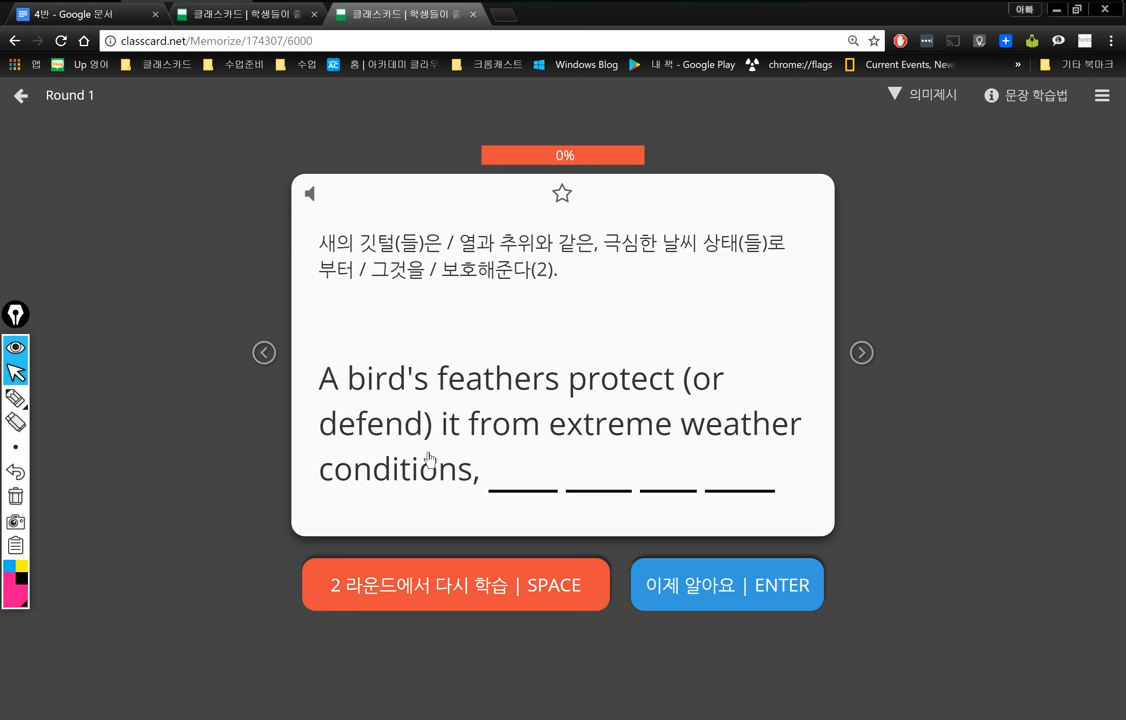 4반 - Google 문서
클래스카드 | 학생들이 좋
클래스카드 | 학생들이 좋
아빠
classcard.net/Memorize/174307/6000
앱
Up 영어
클래스카드
수업준비
수업
홈 | 아카데미 클라우
크롬캐스트
Windows Blog
내 책 - Google Play
chrome://flags
Current Events, New
»
기타 북마크
Round 1
의미제시
문장 학습법
0%
새의 깃털(들)은 / 열과 추위와 같은, 극심한 날씨 상태(들)로
부터 / 그것을 / 보호해준다(2).
A bird's feathers protect (or
defend) it from extreme weather
conditions, ____ ____ ____ ____
2 라운드에서 다시 학습 | SPACE
이제 알아요 | ENTER